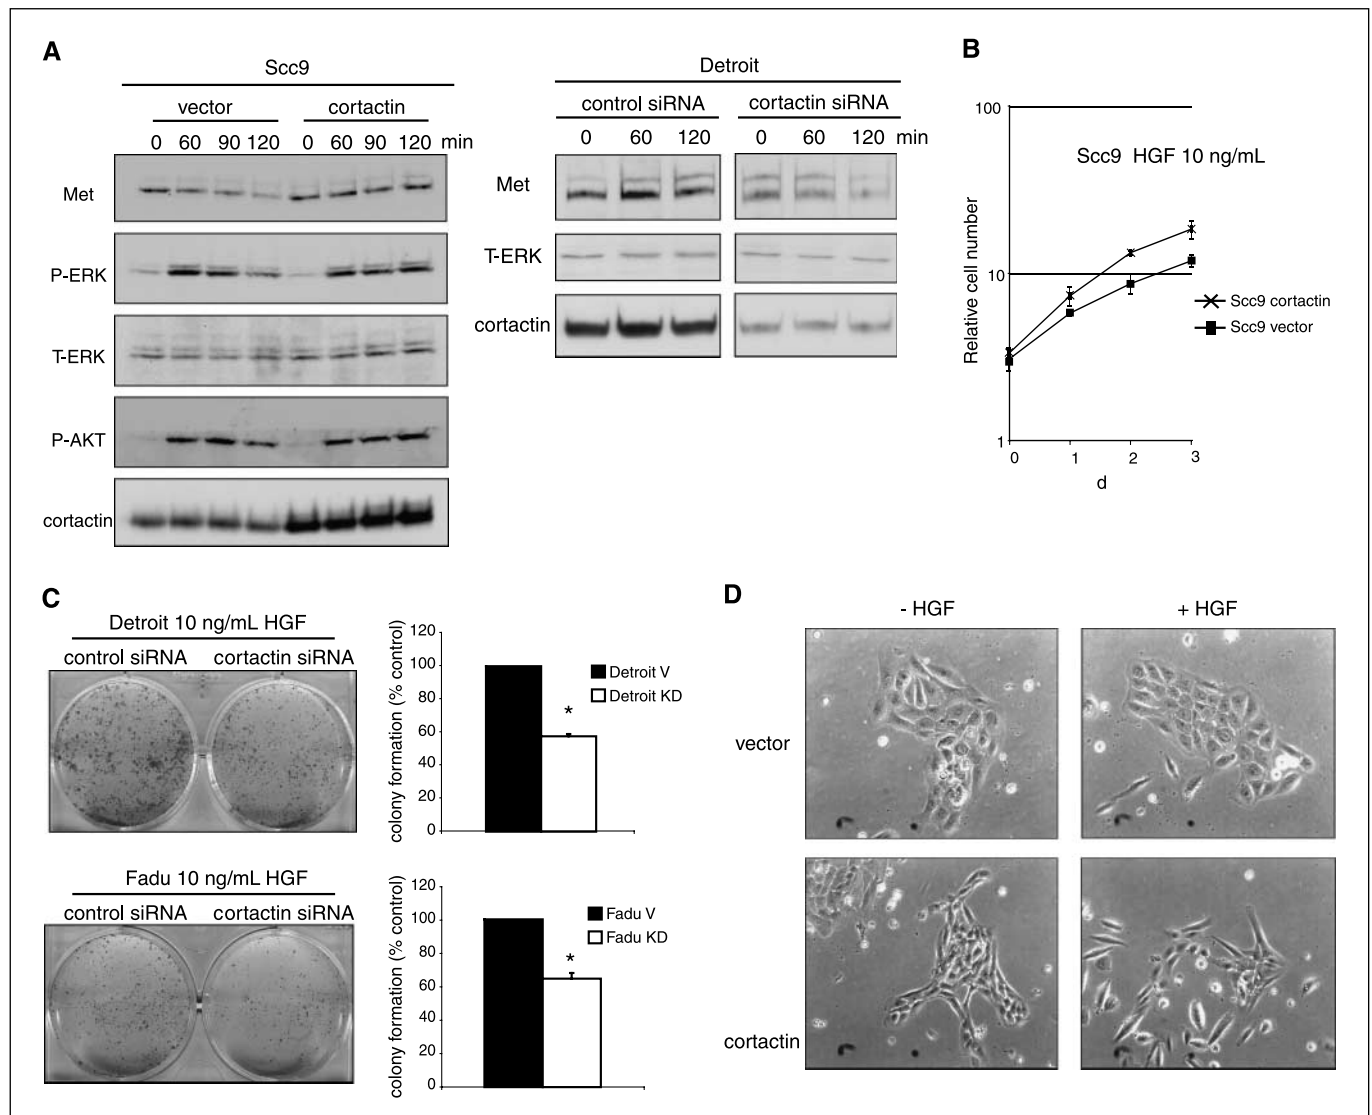 A
Scc9
vector cortactin
0 60 90 120 0 60 90 120 min
Met
P-ERK
T-ERK
P-AKT
cortactin
Detroit
control siRNA cortactin siRNA
0 60 120 0 60 120 min
Met
T-ERK
cortactin
B
Scc9 HGF 10 ng/mL
Relative cell number
100
10
1
0 1 2 3
d
Scc9 cortactin
Scc9 vector
C
Detroit 10 ng/mL HGF
control siRNA cortactin siRNA
colony formation (% control)
120
100
80
60
40
20
0
*
Detroit V
Detroit KD
Fadu 10 ng/mL HGF
control siRNA cortactin siRNA
colony formation (% control)
120
100
80
60
40
20
0
*
Fadu V
Fadu KD
D
- HGF + HGF
vector
cortactin